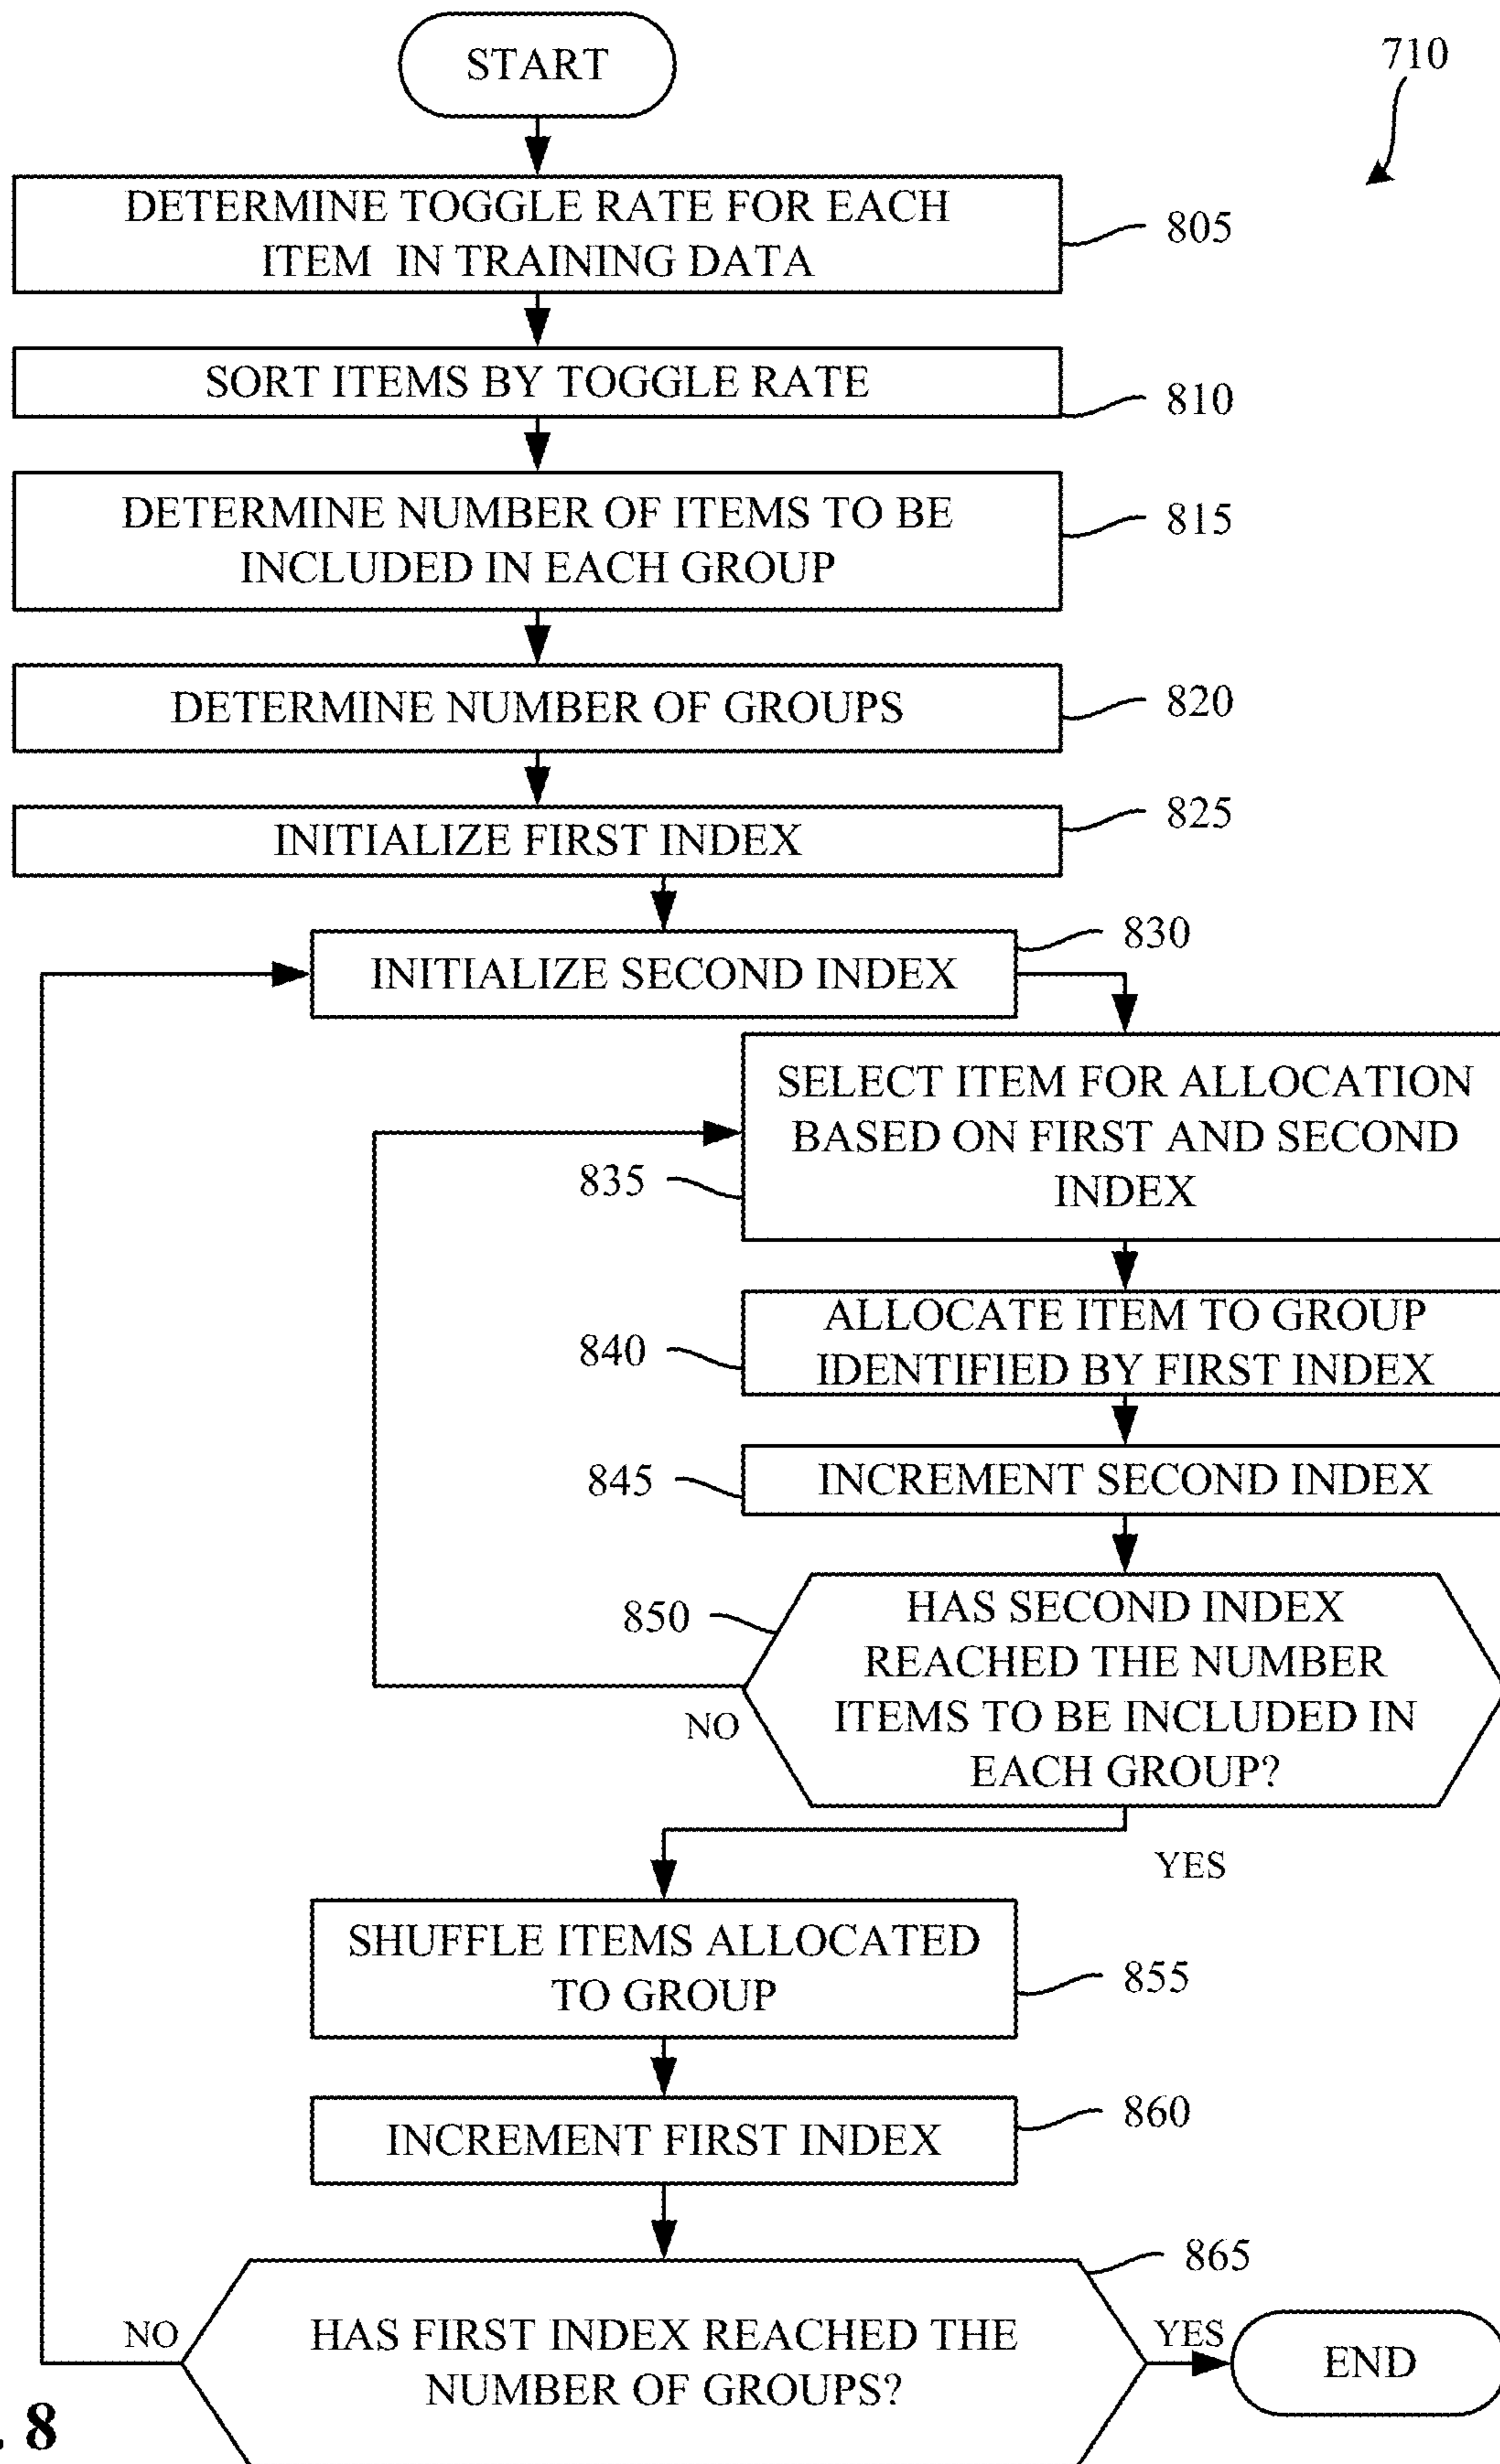 START
710
DETERMINE TOGGLE RATE FOR EACH
ITEM IN TRAINING DATA
805
SORT ITEMS BY TOGGLE RATE
810
DETERMINE NUMBER OF ITEMS TO BE
INCLUDED IN EACH GROUP
815
DETERMINE NUMBER OF GROUPS
820
INITIALIZE FIRST INDEX
825
INITIALIZE SECOND INDEX
830
SELECT ITEM FOR ALLOCATION
BASED ON FIRST AND SECOND
INDEX
835
ALLOCATE ITEM TO GROUP
IDENTIFIED BY FIRST INDEX
840
INCREMENT SECOND INDEX
845
HAS SECOND INDEX
REACHED THE NUMBER
ITEMS TO BE INCLUDED IN
EACH GROUP?
850
NO
YES
SHUFFLE ITEMS ALLOCATED
TO GROUP
855
INCREMENT FIRST INDEX
860
HAS FIRST INDEX REACHED THE
NUMBER OF GROUPS?
865
NO
YES
END
. 8